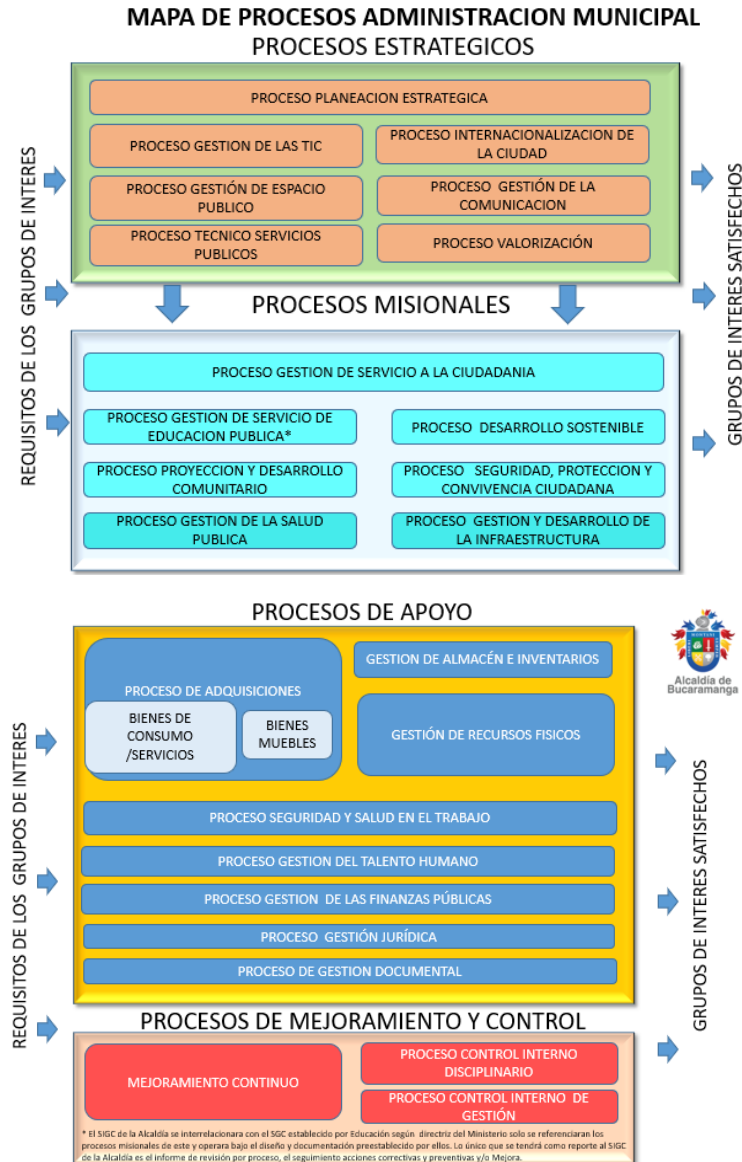 MAPA DE PROCESOS ADMINISTRACION MUNICIPAL
PROCESOS ESTRATEGICOS
PROCESO PLANEACION ESTRATEGICA
PROCESO GESTION DE LAS TIC
PROCESO INTERNACIONALIZACION DE
LA CIUDAD
PROCESO GESTIÓN DE ESPACIO
PUBLICO
PROCESO GESTIÓN DE LA
COMUNICACION
PROCESO TECNICO SERVICIOS
PUBLICOS
PROCESO VALORIZACIÓN
REQUISITOS DE LOS GRUPOS DE INTERES
GRUPOS DE INTERES SATISFECHOS
PROCESOS MISIONALES
PROCESO GESTION DE SERVICIO A LA CIUDADANIA
PROCESO GESTION DE SERVICIO DE
EDUCACION PUBLICA*
PROCESO DESARROLLO SOSTENIBLE
PROCESO PROYECCION Y DESARROLLO
COMUNITARIO
PROCESO SEGURIDAD, PROTECCION Y
CONVIVENCIA CIUDADANA
PROCESO GESTION DE LA SALUD
PUBLICA
PROCESO GESTION Y DESARROLLO DE
LA INFRAESTRUCTURA
PROCESOS DE APOYO
Alcaldía de
Bucaramanga
PROCESO DE ADQUISICIONES
BIENES DE
CONSUMO
/SERVICIOS
BIENES
MUEBLES
GESTION DE ALMACÉN E INVENTARIOS
GESTIÓN DE RECURSOS FISICOS
PROCESO SEGURIDAD Y SALUD EN EL TRABAJO
PROCESO GESTION DEL TALENTO HUMANO
PROCESO GESTION DE LAS FINANZAS PÚBLICAS
PROCESO GESTIÓN JURÍDICA
PROCESO DE GESTION DOCUMENTAL
REQUISITOS DE LOS GRUPOS DE INTERES
GRUPOS DE INTERES SATISFECHOS
PROCESOS DE MEJORAMIENTO Y CONTROL
MEJORAMIENTO CONTINUO
PROCESO CONTROL INTERNO
DISCIPLINARIO
PROCESO CONTROL INTERNO DE
GESTIÓN
* El SIGC de la Alcaldía se interrelacionara con el SGC establecido por Educación según directriz del Ministerio solo se referenciaran los
procesos misionales de este y operara bajo el diseño y documentación preestablecido por ellos. Lo único que se tendrá como reporte al SIGC
de la Alcaldía es el informe de revisión por proceso, el seguimiento acciones correctivas y preventivas y/o Mejora.